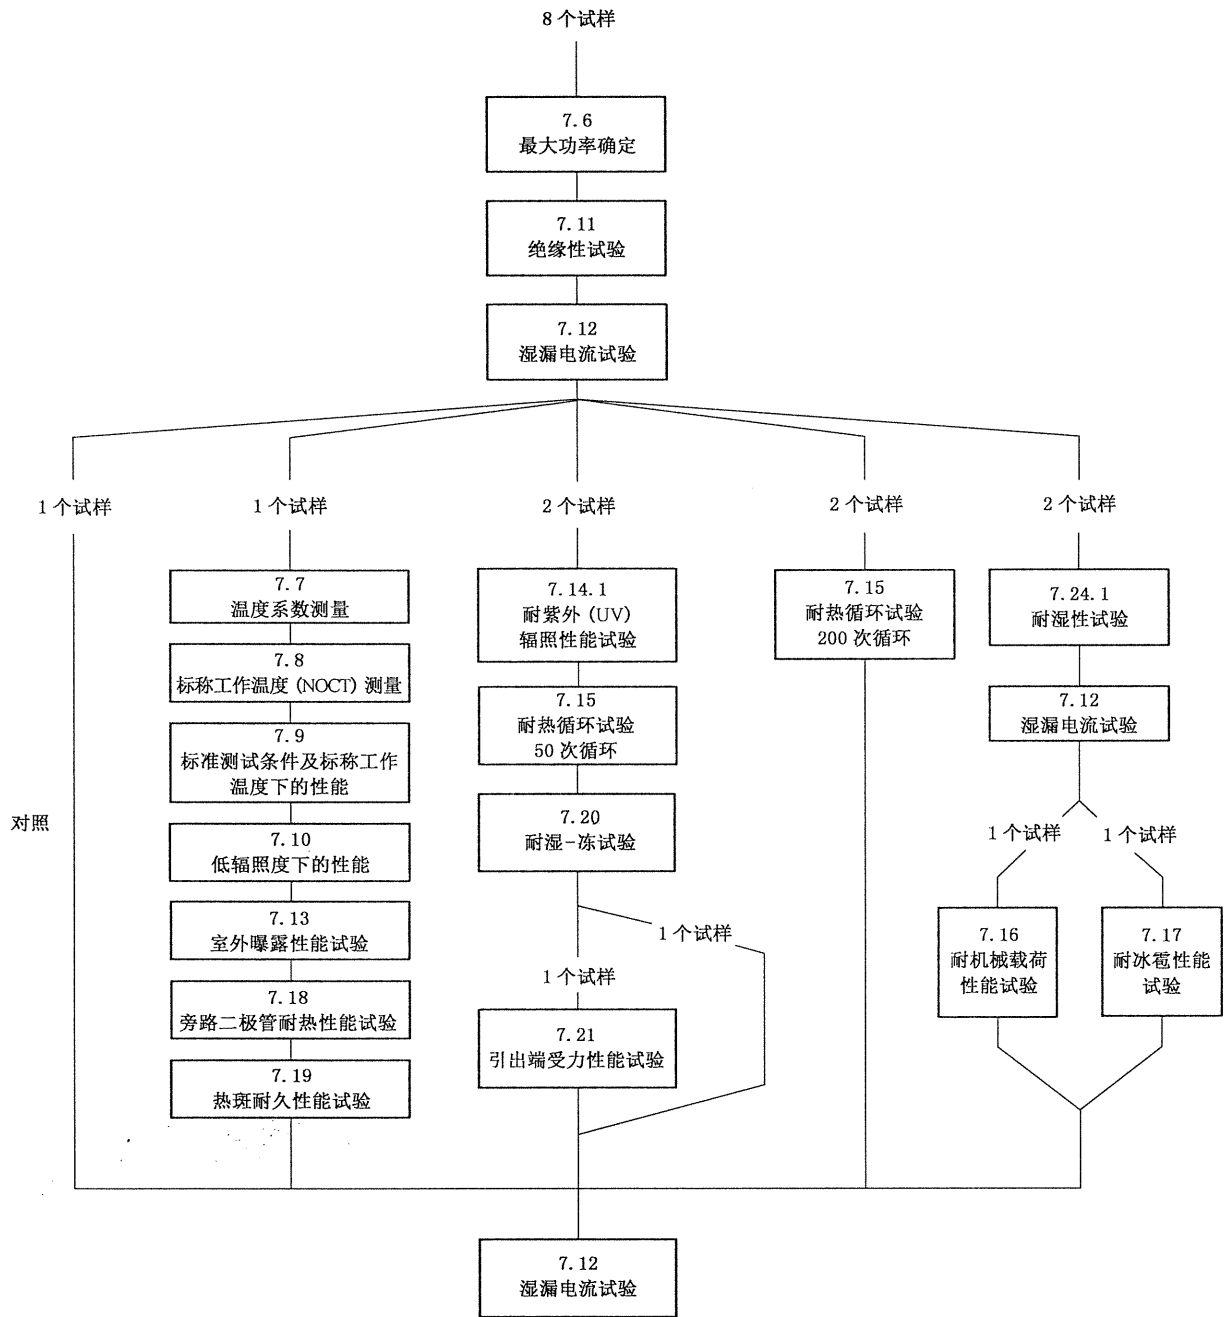 8 个试样
7.6
最大功率确定
7.11
绝缘性试验
7.12
湿漏电流试验
1 个试样
1 个试样
2 个试样
2 个试样
2 个试样
对照
7.7
温度系数测量
7.8
标称工作温度 (NOCT) 测量
7.9
标准测试条件及标称工作
温度下的性能
7.10
低辐照度下的性能
7.13
室外曝露性能试验
7.18
旁路二极管耐热性能试验
7.19
热斑耐久性能试验
7.14.1
耐紫外 (UV)
辐照性能试验
7.15
耐热循环试验
50 次循环
7.20
耐湿-冻试验
1 个试样
1 个试样
7.21
引出端受力性能试验
7.15
耐热循环试验
200 次循环
7.24.1
耐湿性试验
7.12
湿漏电流试验
1 个试样
1 个试样
7.16
耐机械载荷
性能试验
7.17
耐冰雹性能
试验
7.12
湿漏电流试验